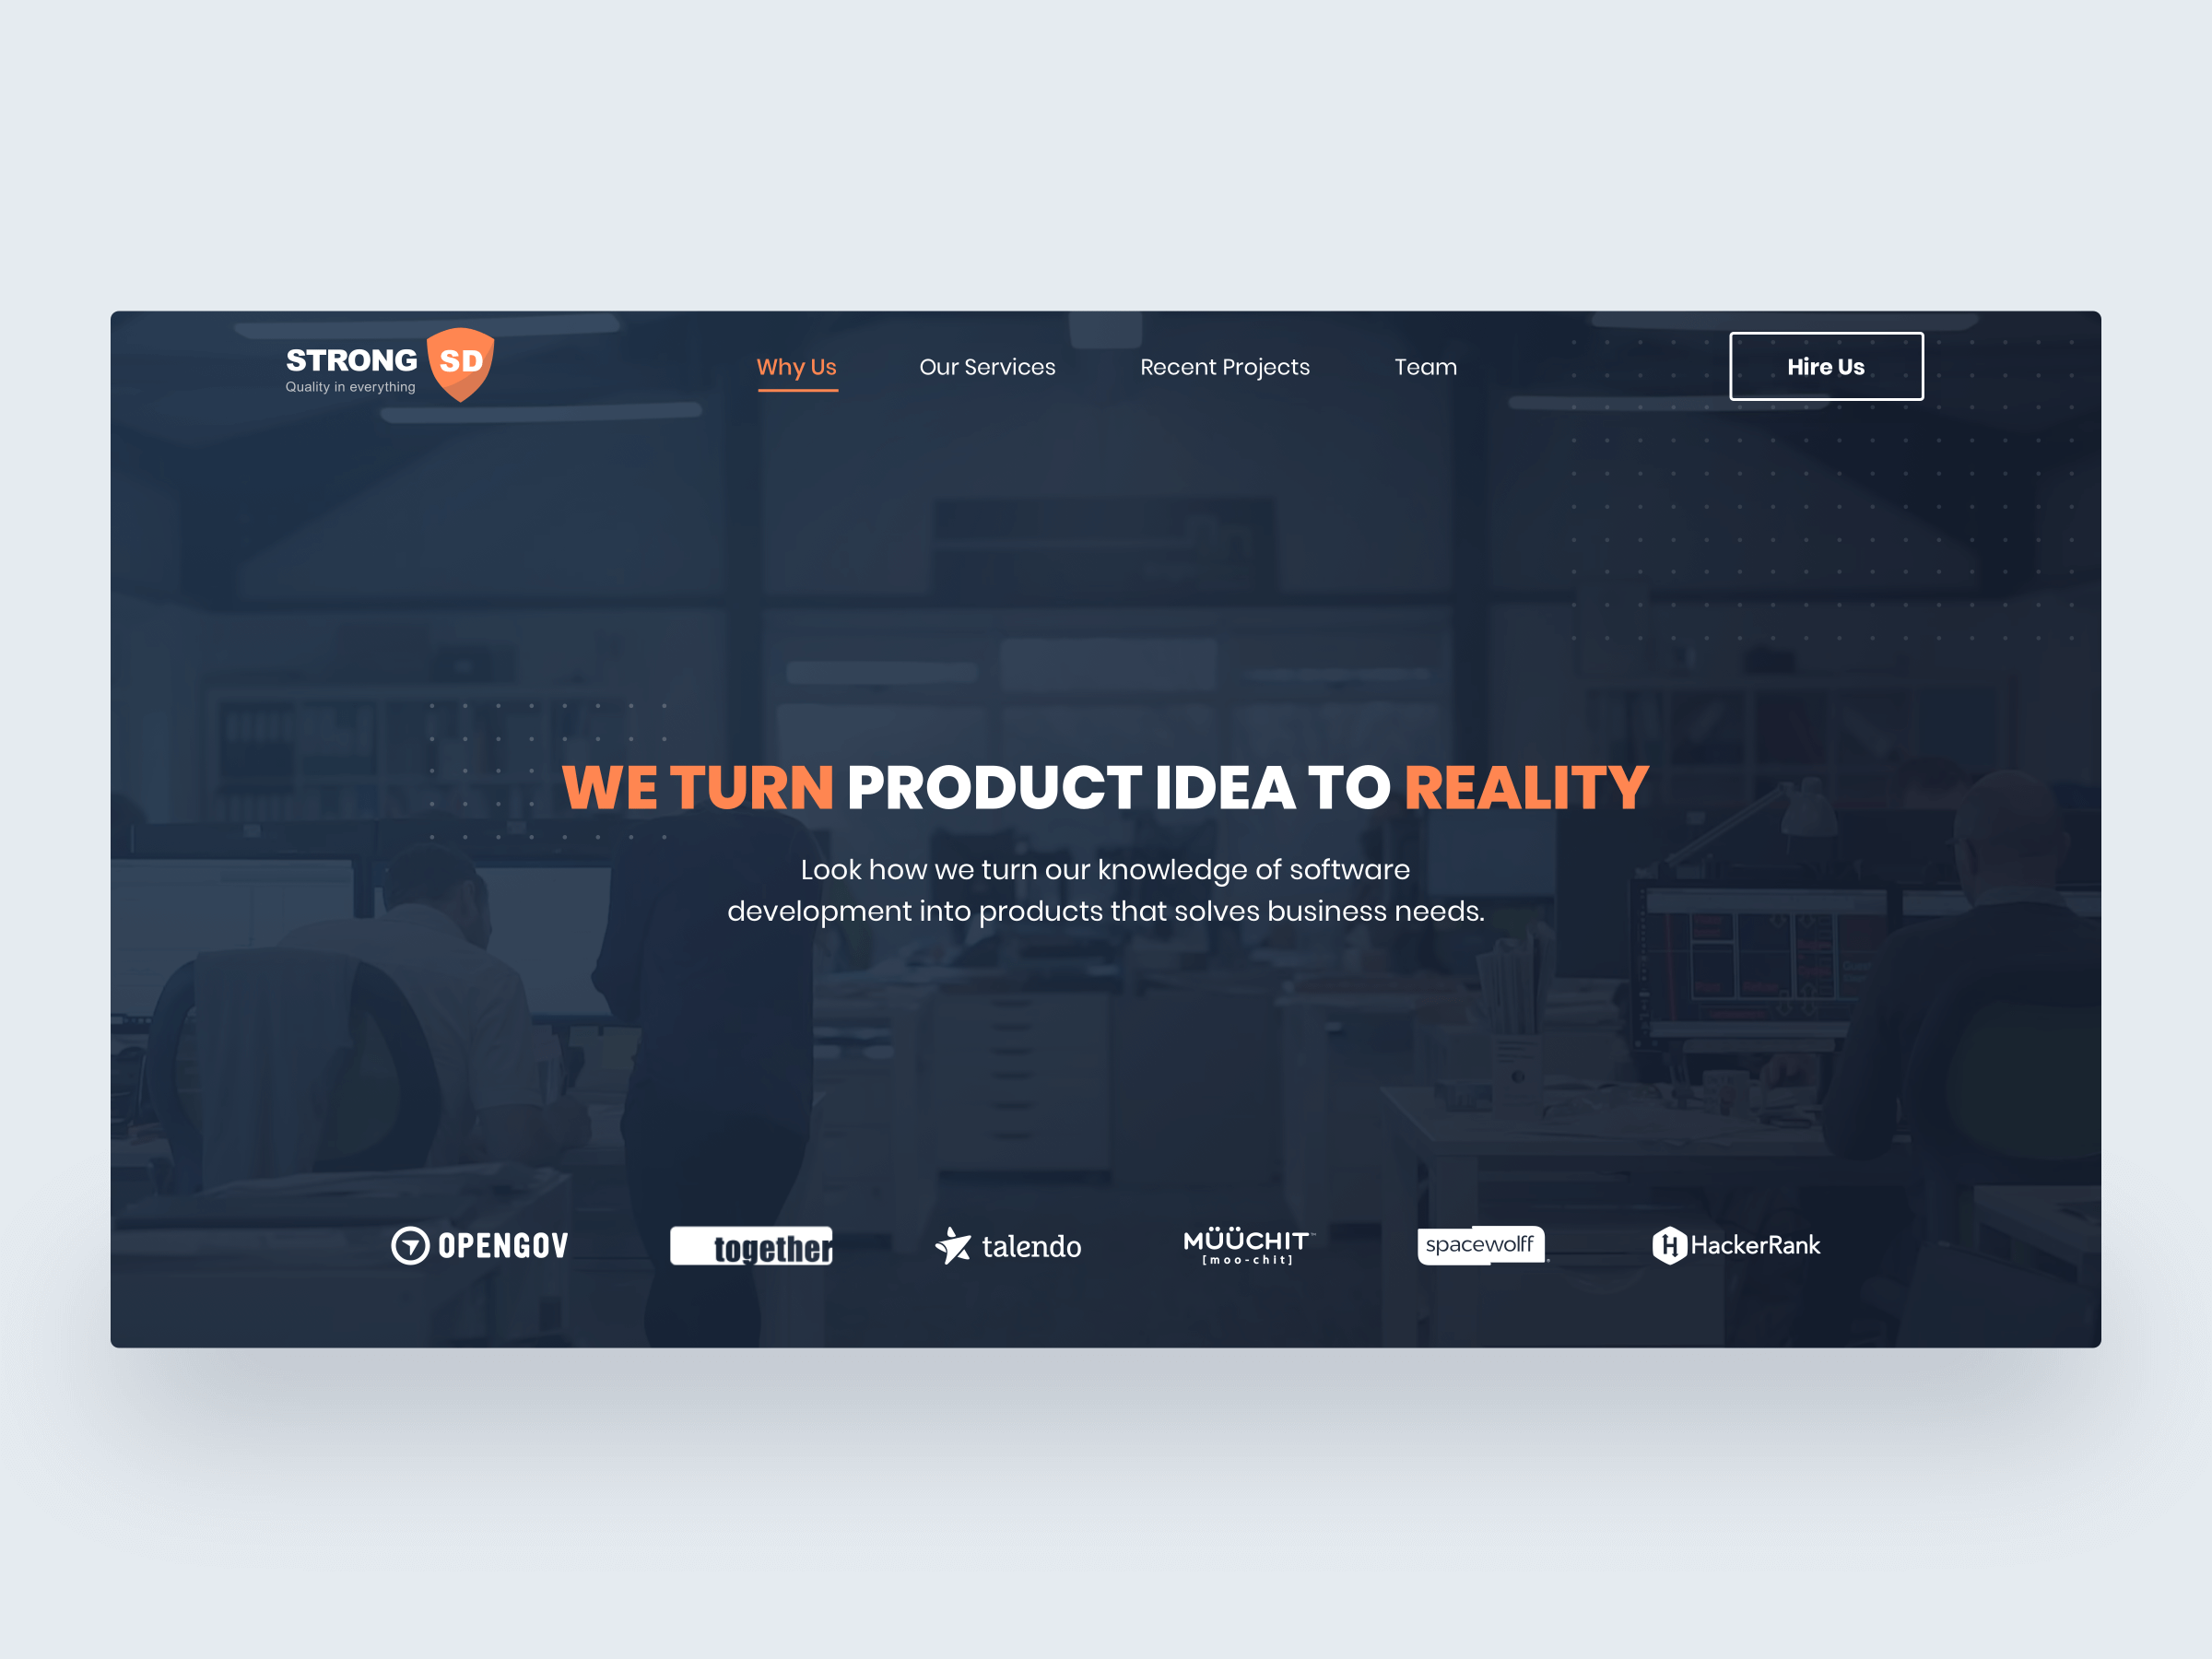 STRONG SD
Quality in everything
Why Us
Our Services
Recent Projects
Team
Hire Us
WE TURN PRODUCT IDEA TO REALITY
Look how we turn our knowledge of software
development into products that solves business needs.
OPENGOV
together
talendo
MÜÜCHIT™
[moo-chit]
spacewolff
H HackerRank